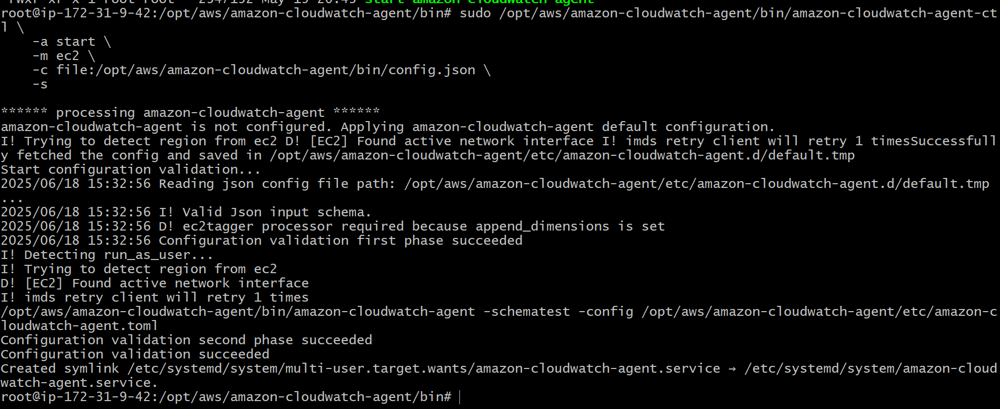 start amazon cloudwatch agent
root@ip-172-31-9-42:/opt/aws/amazon-cloudwatch-agent/bin# sudo /opt/aws/amazon-cloudwatch-agent/bin/amazon-cloudwatch-agent-ct
l \
    -a start \
    -m ec2 \
    -c file:/opt/aws/amazon-cloudwatch-agent/bin/config.json \
    -s

****** processing amazon-cloudwatch-agent ******
amazon-cloudwatch-agent is not configured. Applying amazon-cloudwatch-agent default configuration.
I! Trying to detect region from ec2 D! [EC2] Found active network interface I! imds retry client will retry 1 timesSuccessfull
y fetched the config and saved in /opt/aws/amazon-cloudwatch-agent/etc/amazon-cloudwatch-agent.d/default.tmp
Start configuration validation...
2025/06/18 15:32:56 Reading json config file path: /opt/aws/amazon-cloudwatch-agent/etc/amazon-cloudwatch-agent.d/default.tmp
...
2025/06/18 15:32:56 I! Valid Json input schema.
2025/06/18 15:32:56 D! ec2tagger processor required because append_dimensions is set
2025/06/18 15:32:56 Configuration validation first phase succeeded
I! Detecting run_as_user...
I! Trying to detect region from ec2
D! [EC2] Found active network interface
I! imds retry client will retry 1 times
/opt/aws/amazon-cloudwatch-agent/bin/amazon-cloudwatch-agent -schematest -config /opt/aws/amazon-cloudwatch-agent/etc/amazon-c
loudwatch-agent.toml
Configuration validation second phase succeeded
Configuration validation succeeded
Created symlink /etc/systemd/system/multi-user.target.wants/amazon-cloudwatch-agent.service → /etc/systemd/system/amazon-cloud
watch-agent.service.
root@ip-172-31-9-42:/opt/aws/amazon-cloudwatch-agent/bin#